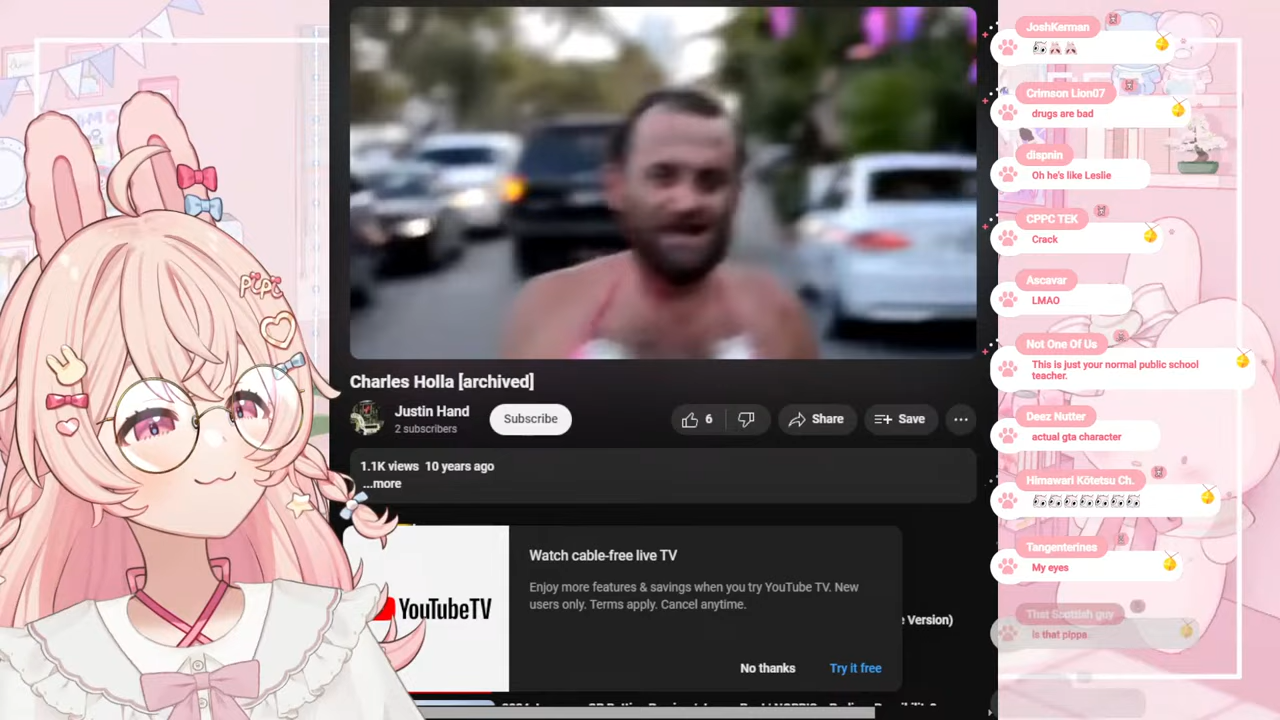 PiPi
Charles Holla [archived]
Justin Hand
2 subscribers
Subscribe
6
Share
Save
1.1K views 10 years ago
...more
YouTubeTV
Watch cable-free live TV
Enjoy more features & savings when you try YouTube TV. New
users only. Terms apply. Cancel anytime.
No thanks
Try it free
e Version)
JoshKerman
Crimson Lion07
drugs are bad
dispnin
Oh he's like Leslie
CPPC TEK
Crack
Ascavar
LMAO
Not One Of Us
This is just your normal public school
teacher.
Deez Nutter
actual gta character
Himawari Kötetsu Ch.
Tangenterines
My eyes
That Scottish guy
Is that pippa